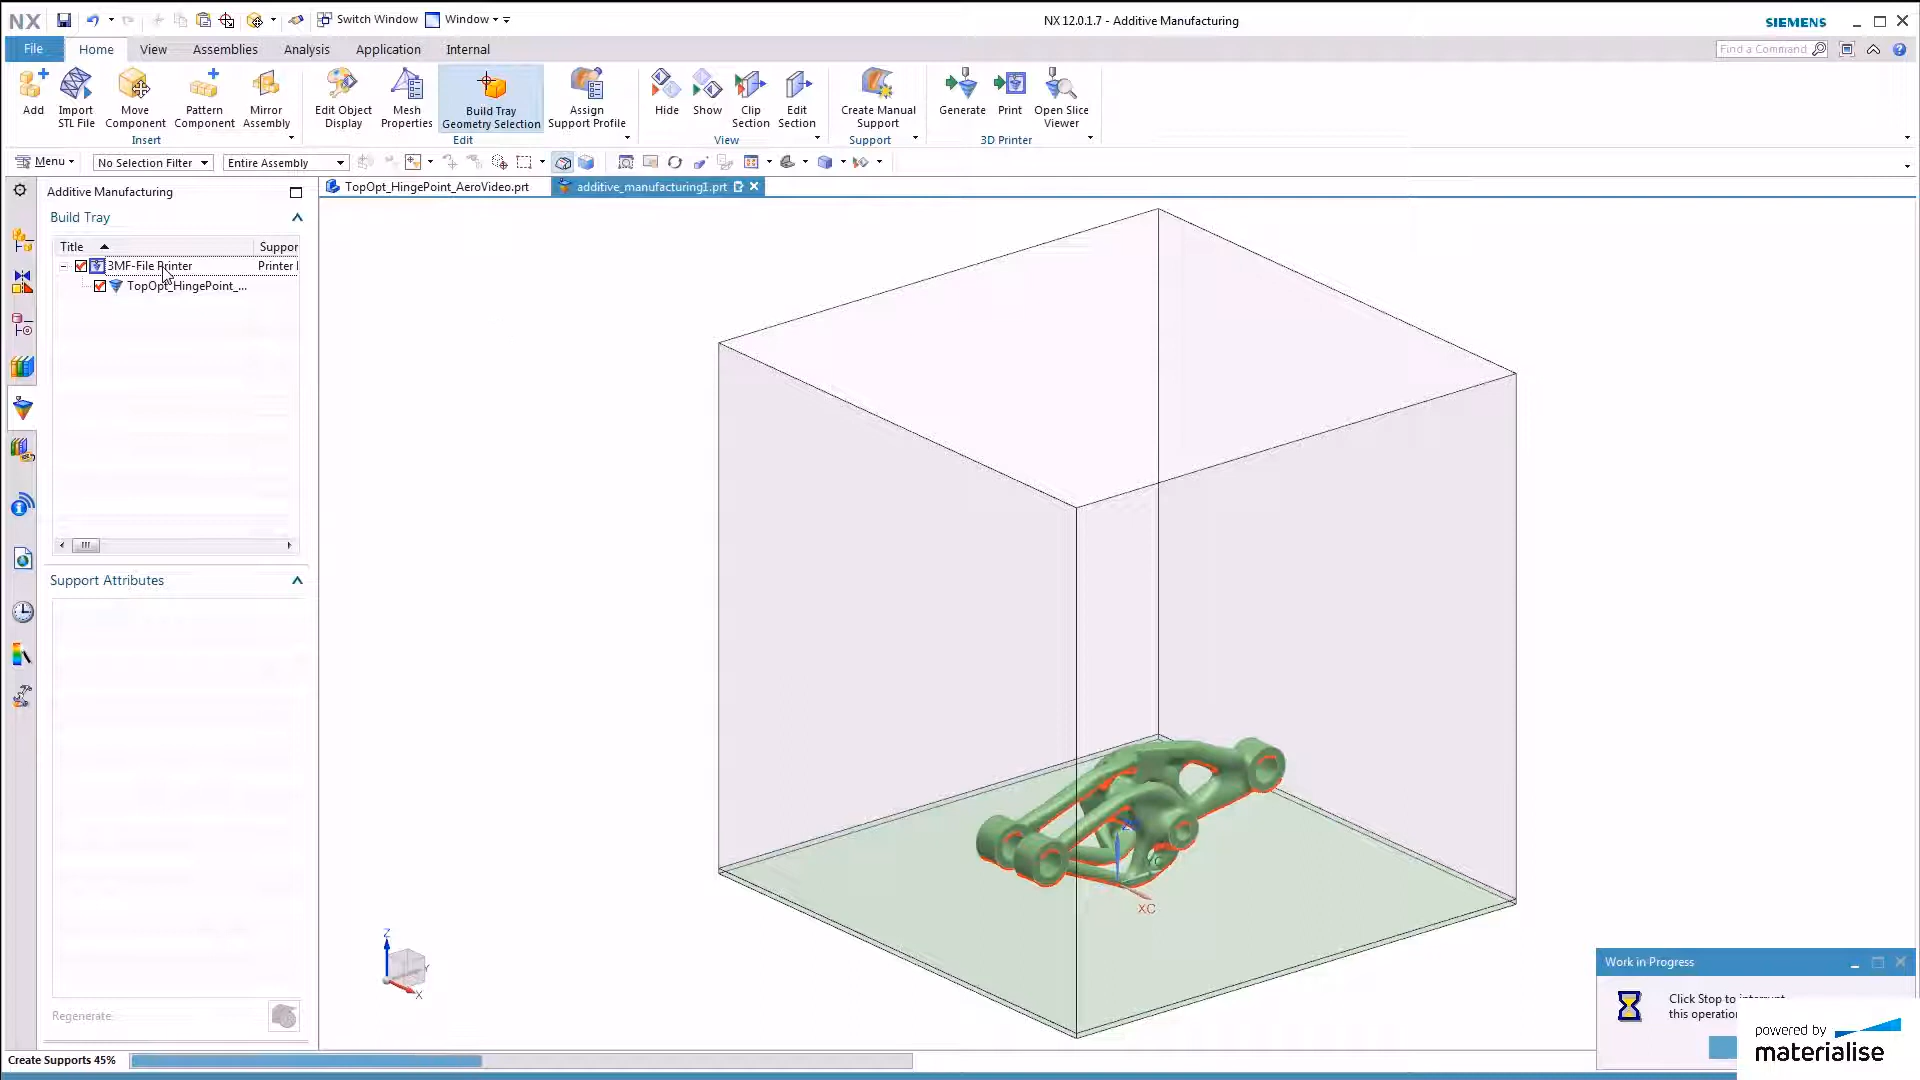 NX
Switch Window
Window
NX 12.0.1.7 - Additive Manufacturing
SIEMENS
File
Home
View
Assemblies
Analysis
Application
Internal
Find a Command
Add
Import
STL File
Move
Component
Pattern
Component
Mirror
Assembly
Insert
Edit Object
Display
Mesh
Properties
Build Tray
Geometry Selection
Assign
Support Profile
Edit
Hide
Show
Clip
Section
Edit
Section
View
Create Manual
Support
Support
Generate
Print
Open Slice
Viewer
3D Printer
Menu
No Selection Filter
Entire Assembly
Additive Manufacturing
TopOpt_HingePoint_AeroVideo.prt
additive_manufacturing1.prt
Build Tray
Title
Suppor
3MF-File Printer
Printer
TopOpt_HingePoint_...
Support Attributes
Regenerate
XC
Z
Y
X
Work in Progress
Click Stop to interrupt
this operation
powered by
materialise
Create Supports 45%